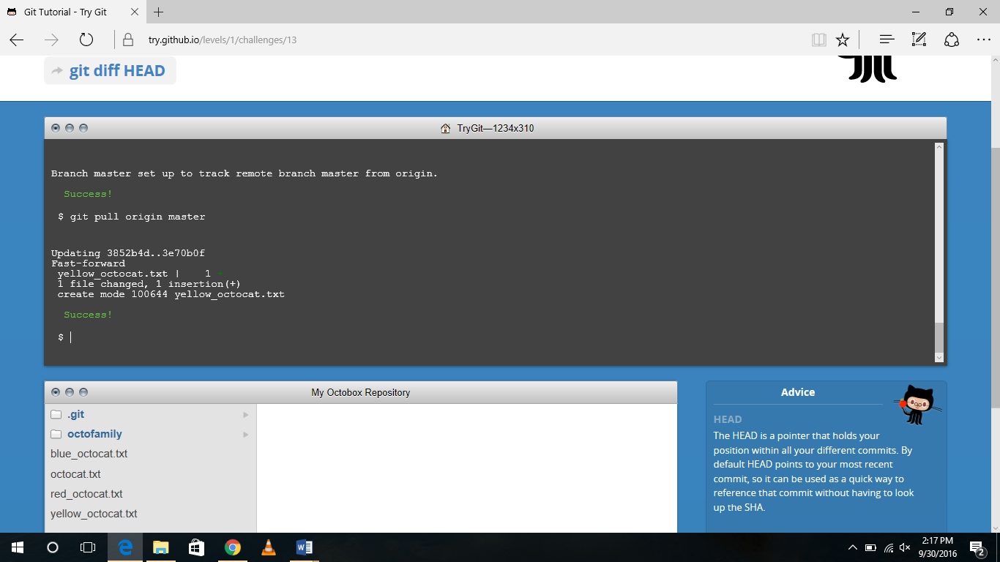 Git Tutorial - Try Git
try.github.io/levels/1/challenges/13
git diff HEAD
TryGit—1234x310
Branch master set up to track remote branch master from origin.
Success!
$ git pull origin master
Updating 3852b4d..3e70b0f
Fast-forward
yellow_octocat.txt | 1 +
1 file changed, 1 insertion(+)
create mode 100644 yellow_octocat.txt
Success!
$
My Octobox Repository
.git
octofamily
blue_octocat.txt
octocat.txt
red_octocat.txt
yellow_octocat.txt
Advice
HEAD
The HEAD is a pointer that holds your
position within all your different commits. By
default HEAD points to your most recent
commit, so it can be used as a quick way to
reference that commit without having to look
up the SHA.
2:17 PM
9/30/2016
2